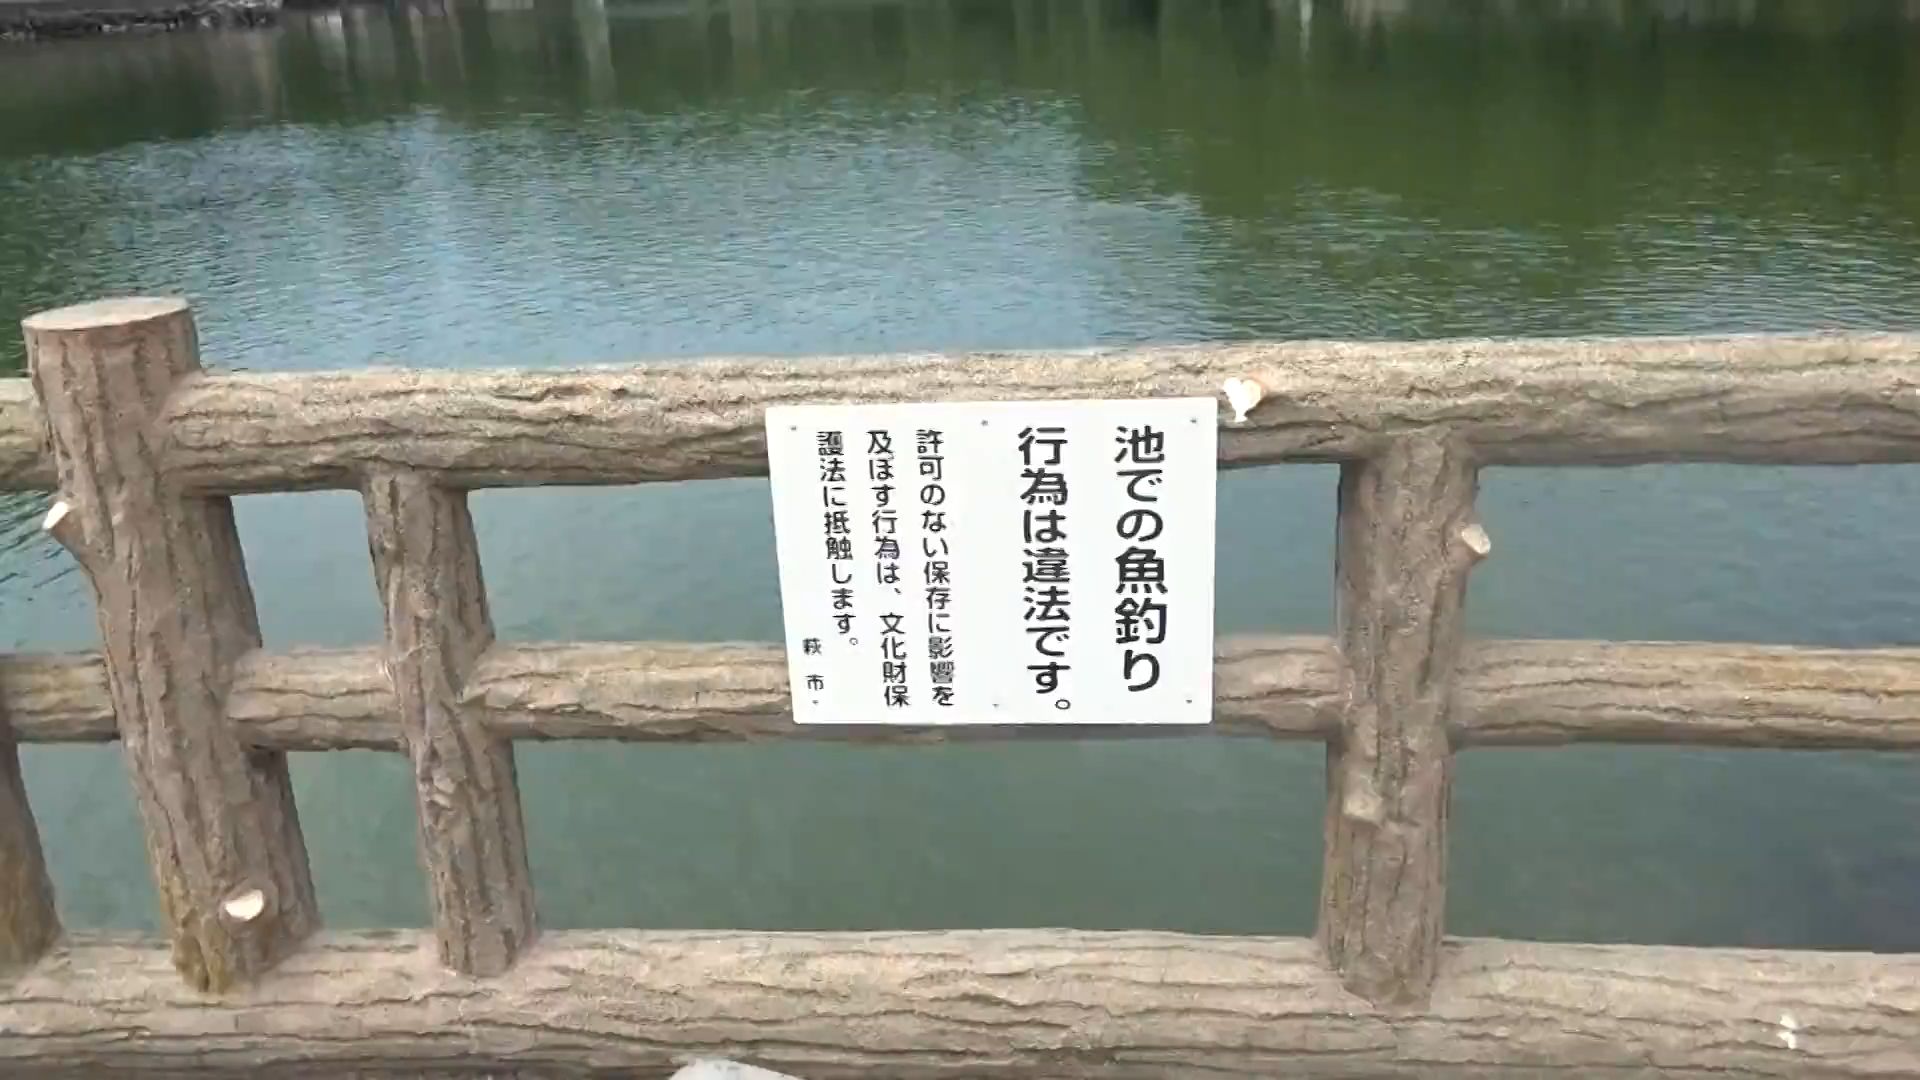 池での魚釣り
行為は違法です。
許可のない保存に影響を
及ぼす行為は、文化財保
護法に抵触します。
萩市